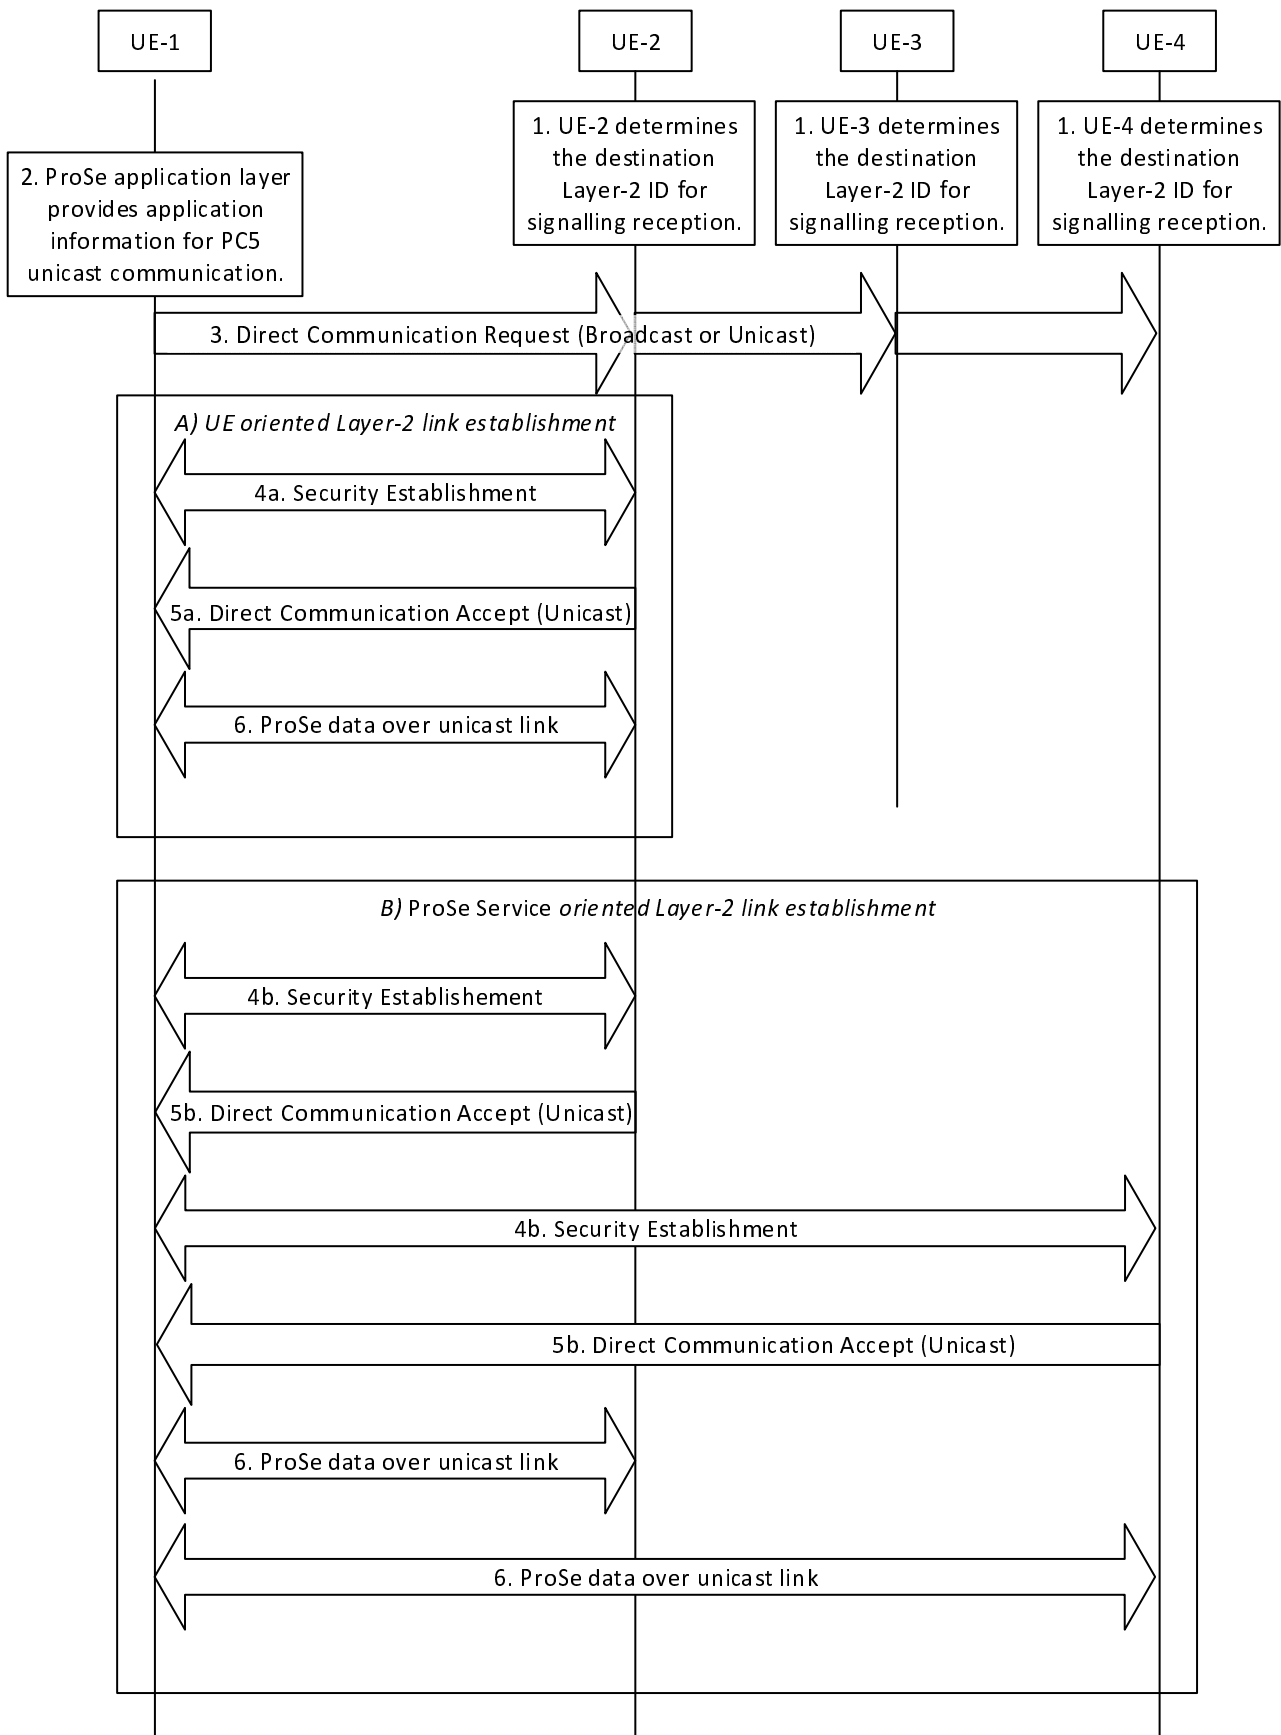 UE-1
UE-2
UE-3
UE-4
1. UE-2 determines
the destination
Layer-2 ID for
signalling reception.
1. UE-3 determines
the destination
Layer-2 ID for
signalling reception.
1. UE-4 determines
the destination
Layer-2 ID for
signalling reception.
2. ProSe application layer
provides application
information for PC5
unicast communication.
3. Direct Communication Request (Broadcast or Unicast)
A) UE oriented Layer-2 link establishment
4a. Security Establishment
5a. Direct Communication Accept (Unicast)
6. ProSe data over unicast link
B) ProSe Service oriented Layer-2 link establishment
4b. Security Establishement
5b. Direct Communication Accept (Unicast)
4b. Security Establishment
5b. Direct Communication Accept (Unicast)
6. ProSe data over unicast link
6. ProSe data over unicast link